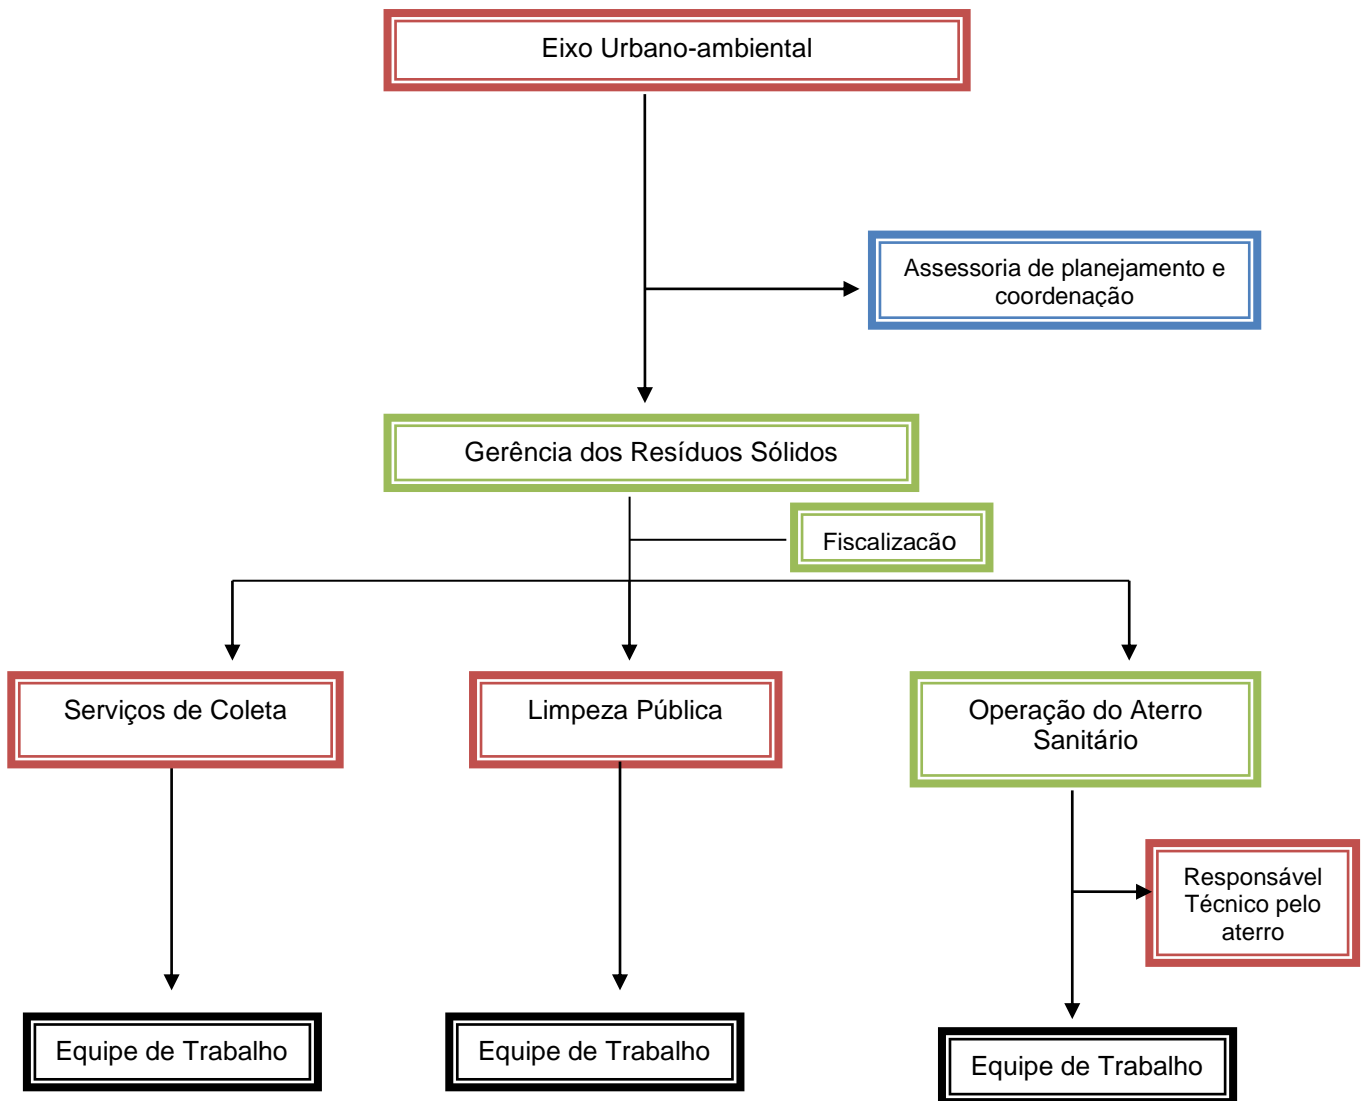 Eixo Urbano-ambiental
Assessoria de planejamento e
coordenação
Gerência dos Resíduos Sólidos
Fiscalizacão
Serviços de Coleta
Limpeza Pública
Operação do Aterro
Sanitário
Responsável
Técnico pelo
aterro
Equipe de Trabalho
Equipe de Trabalho
Equipe de Trabalho